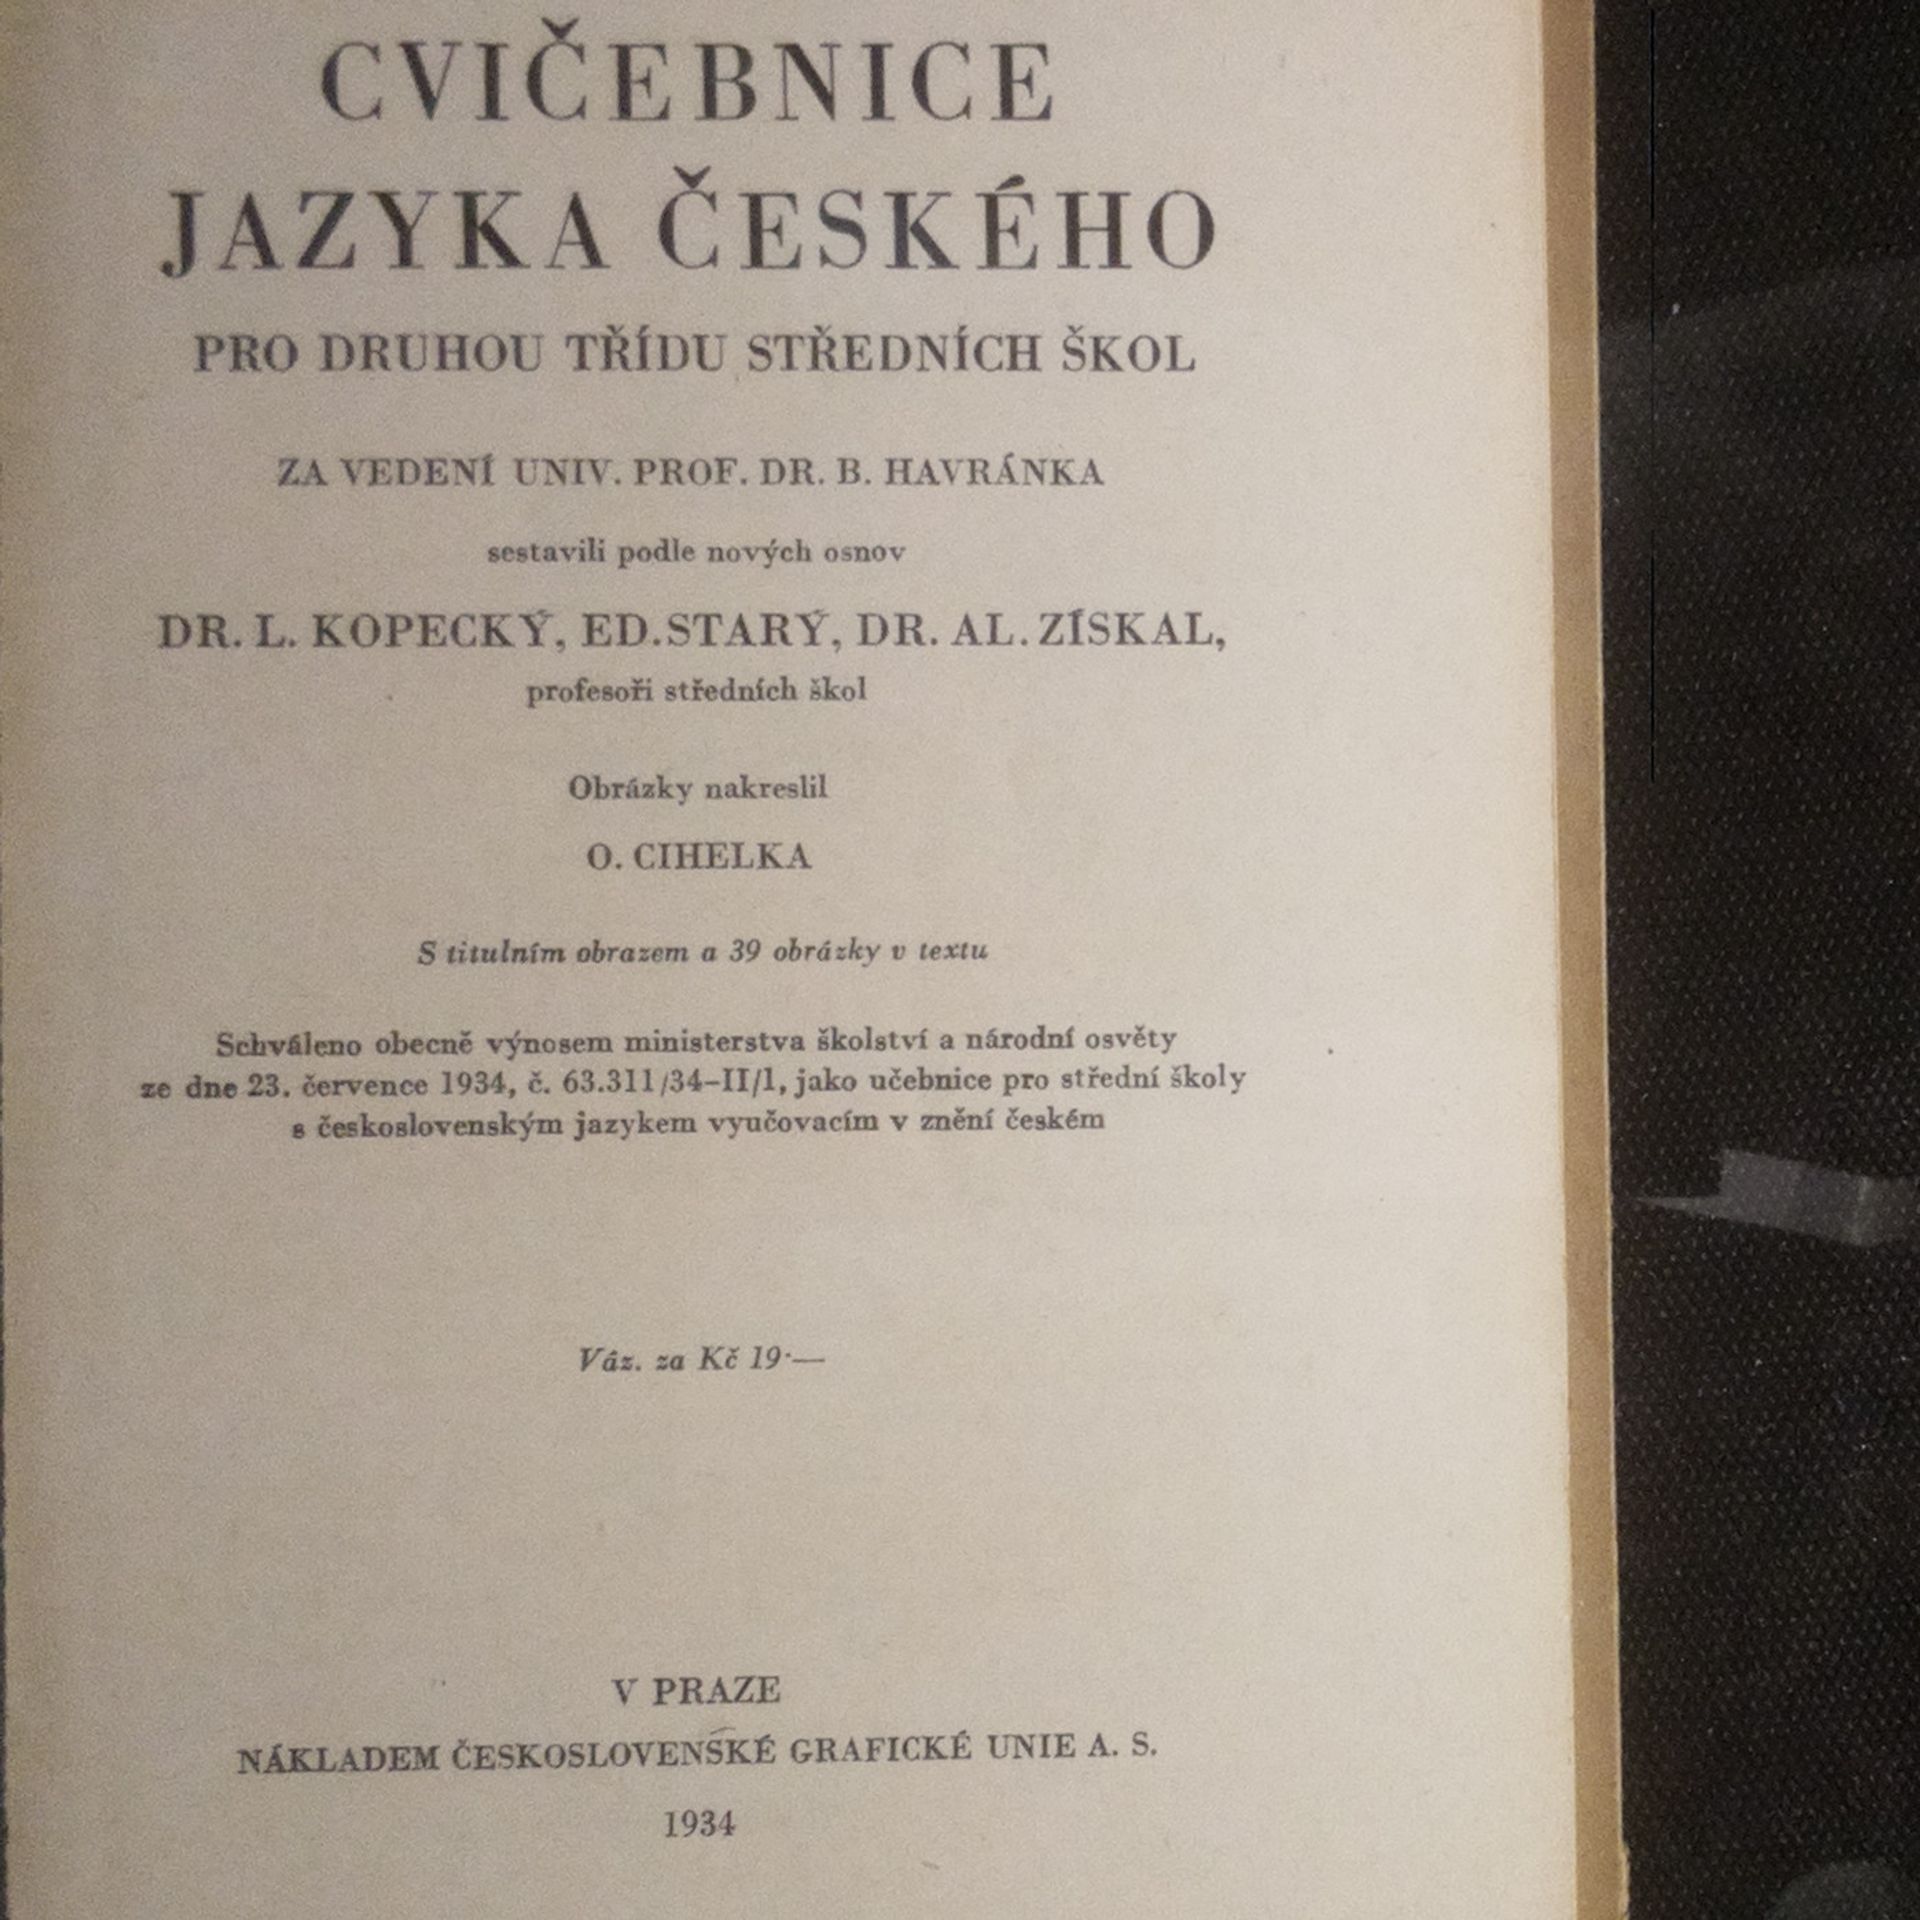 CVIČEBNICE
JAZYKA ČESKÉHO
PRO DRUHOU TŘÍDU STŘEDNÍCH ŠKOL
ZA VEDENÍ UNIV. PROF. DR. B. HAVRÁNKA
sestavili podle nových osnov
DR. L. KOPECKÝ, ED. STARÝ, DR. AL. ZÍSKAL,
profesoři středních škol
Obrázky nakreslil
O. CIHELKA
S titulním obrazem a 39 obrázky v textu
Schváleno obecně výnosem ministerstva školství a národní osvěty
ze dne 23. července 1934, č. 63.311/34–II/1, jako učebnice pro střední školy
s československým jazykem vyučovacím v znění českém
Váz. za Kč 19·—
V PRAZE
NÁKLADEM ČESKOSLOVENSKÉ GRAFICKÉ UNIE A. S.
1934